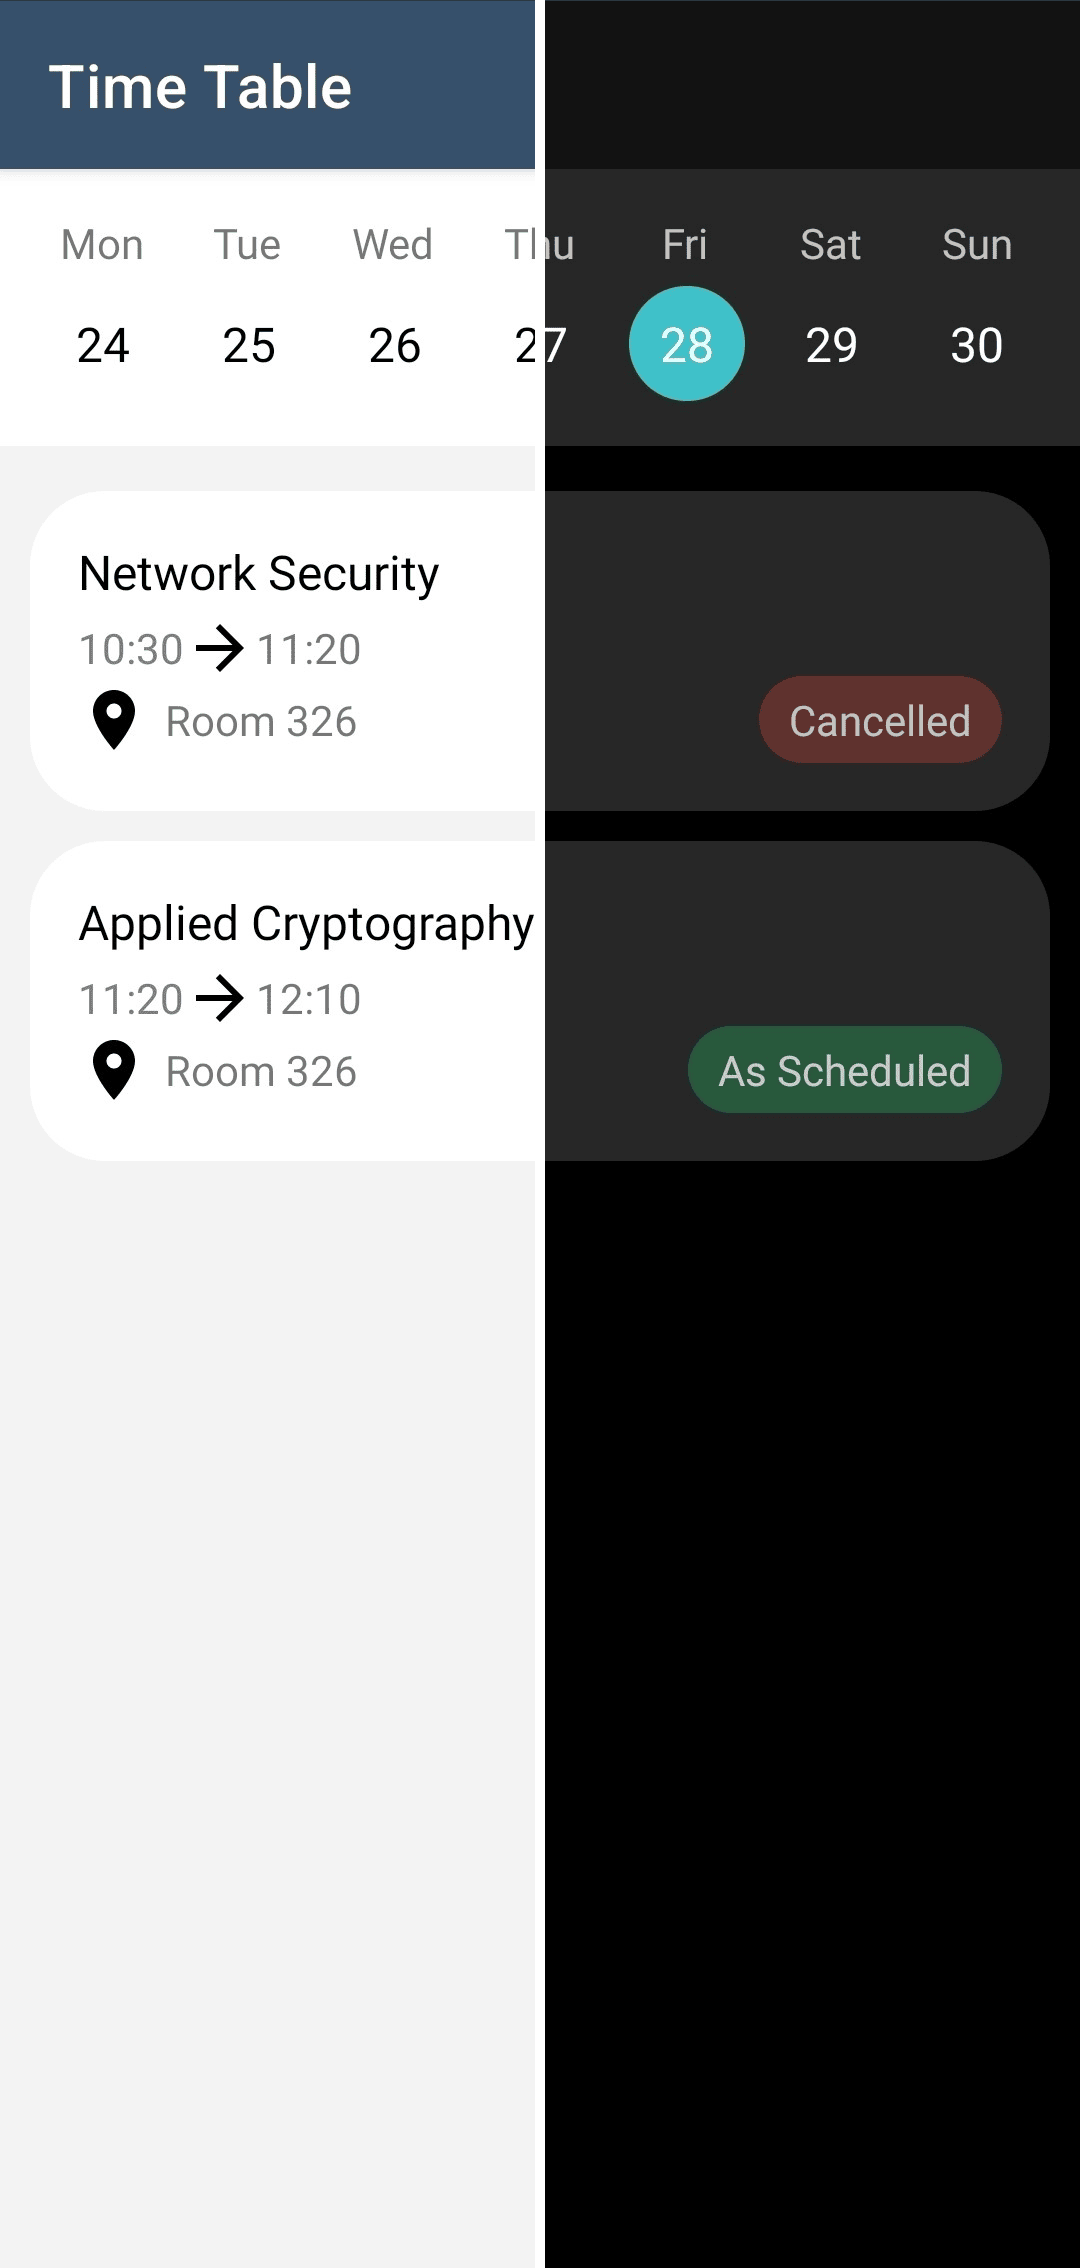 Time Table
Mon Tue Wed Thu Fri Sat Sun
24 25 26 27 28 29 30
Network Security
10:30 → 11:20
Room 326 Cancelled
Applied Cryptography
11:20 → 12:10
Room 326 As Scheduled